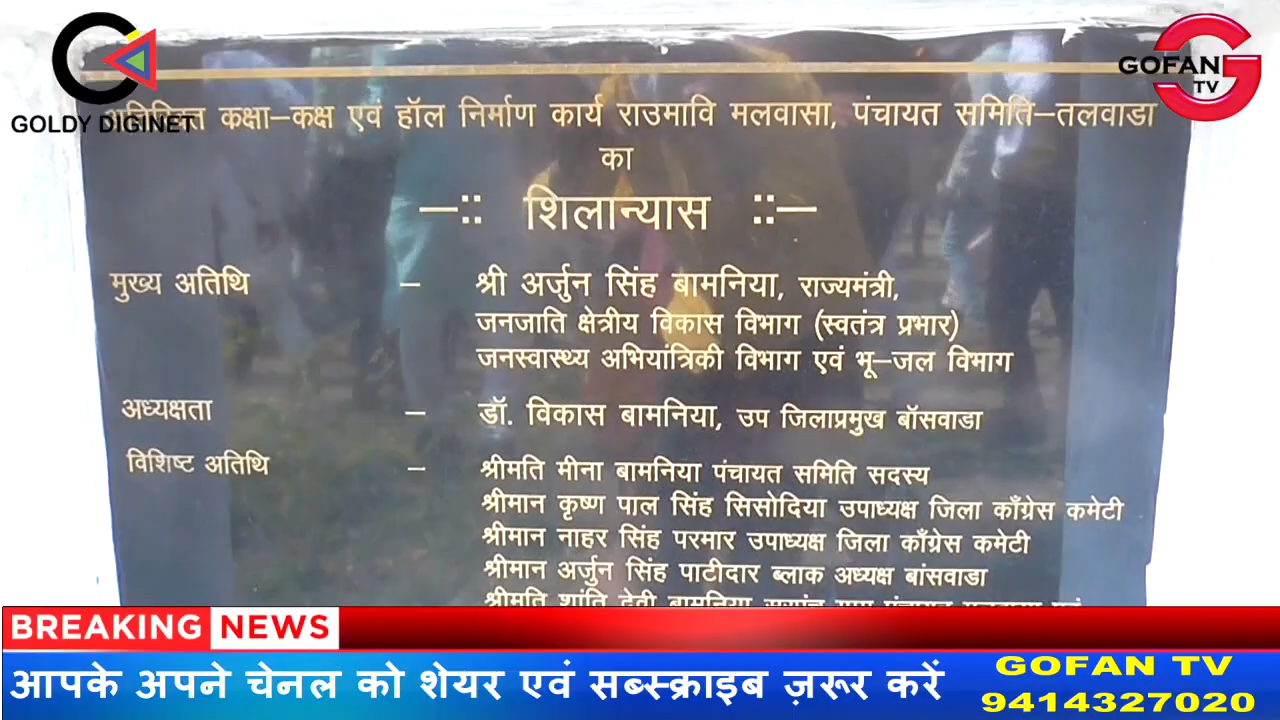 GOLDY DIGINET
GOFAN
TV
कक्षा–कक्ष एवं हॉल निर्माण कार्य राउमावि मलवासा, पंचायत समिति–तलवाडा
का
–:: शिलान्यास ::–
मुख्य अतिथि – श्री अर्जुन सिंह बामनिया, राज्यमंत्री,
जनजाति क्षेत्रीय विकास विभाग (स्वतंत्र प्रभार)
जनस्वास्थ्य अभियांत्रिकी विभाग एवं भू–जल विभाग
अध्यक्षता – डॉ. विकास बामनिया, उप जिलाप्रमुख बॉसवाडा
विशिष्ट अतिथि – श्रीमति मीना बामनिया पंचायत समिति सदस्य
श्रीमान कृष्ण पाल सिंह सिसोदिया उपाध्यक्ष जिला काँग्रेस कमेटी
श्रीमान नाहर सिंह परमार उपाध्यक्ष जिला काँग्रेस कमेटी
श्रीमान अर्जुन सिंह पाटीदार ब्लाक अध्यक्ष बांसवाडा
श्रीमति शांति देवी बामनिया
BREAKING NEWS
आपके अपने चेनल को शेयर एवं सब्स्क्राइब ज़रूर करें
GOFAN TV
9414327020